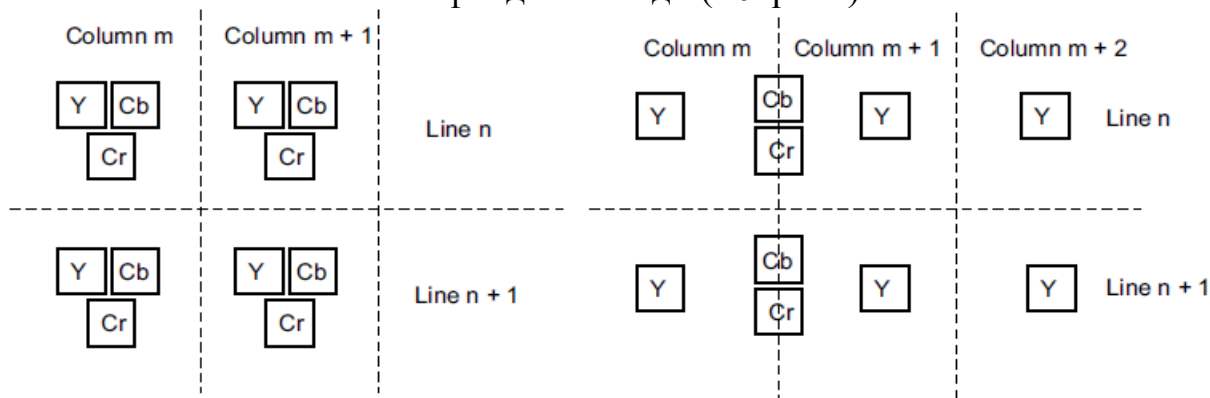 Column m Column m + 1
Y Cb Y Cb Line n
Cr Cr
Y Cb Y Cb Line n + 1
Cr Cr
Column m Column m + 1 Column m + 2
Y Cb Y Y Line n
Cr
Y Cb Y Y Line n + 1
Cr